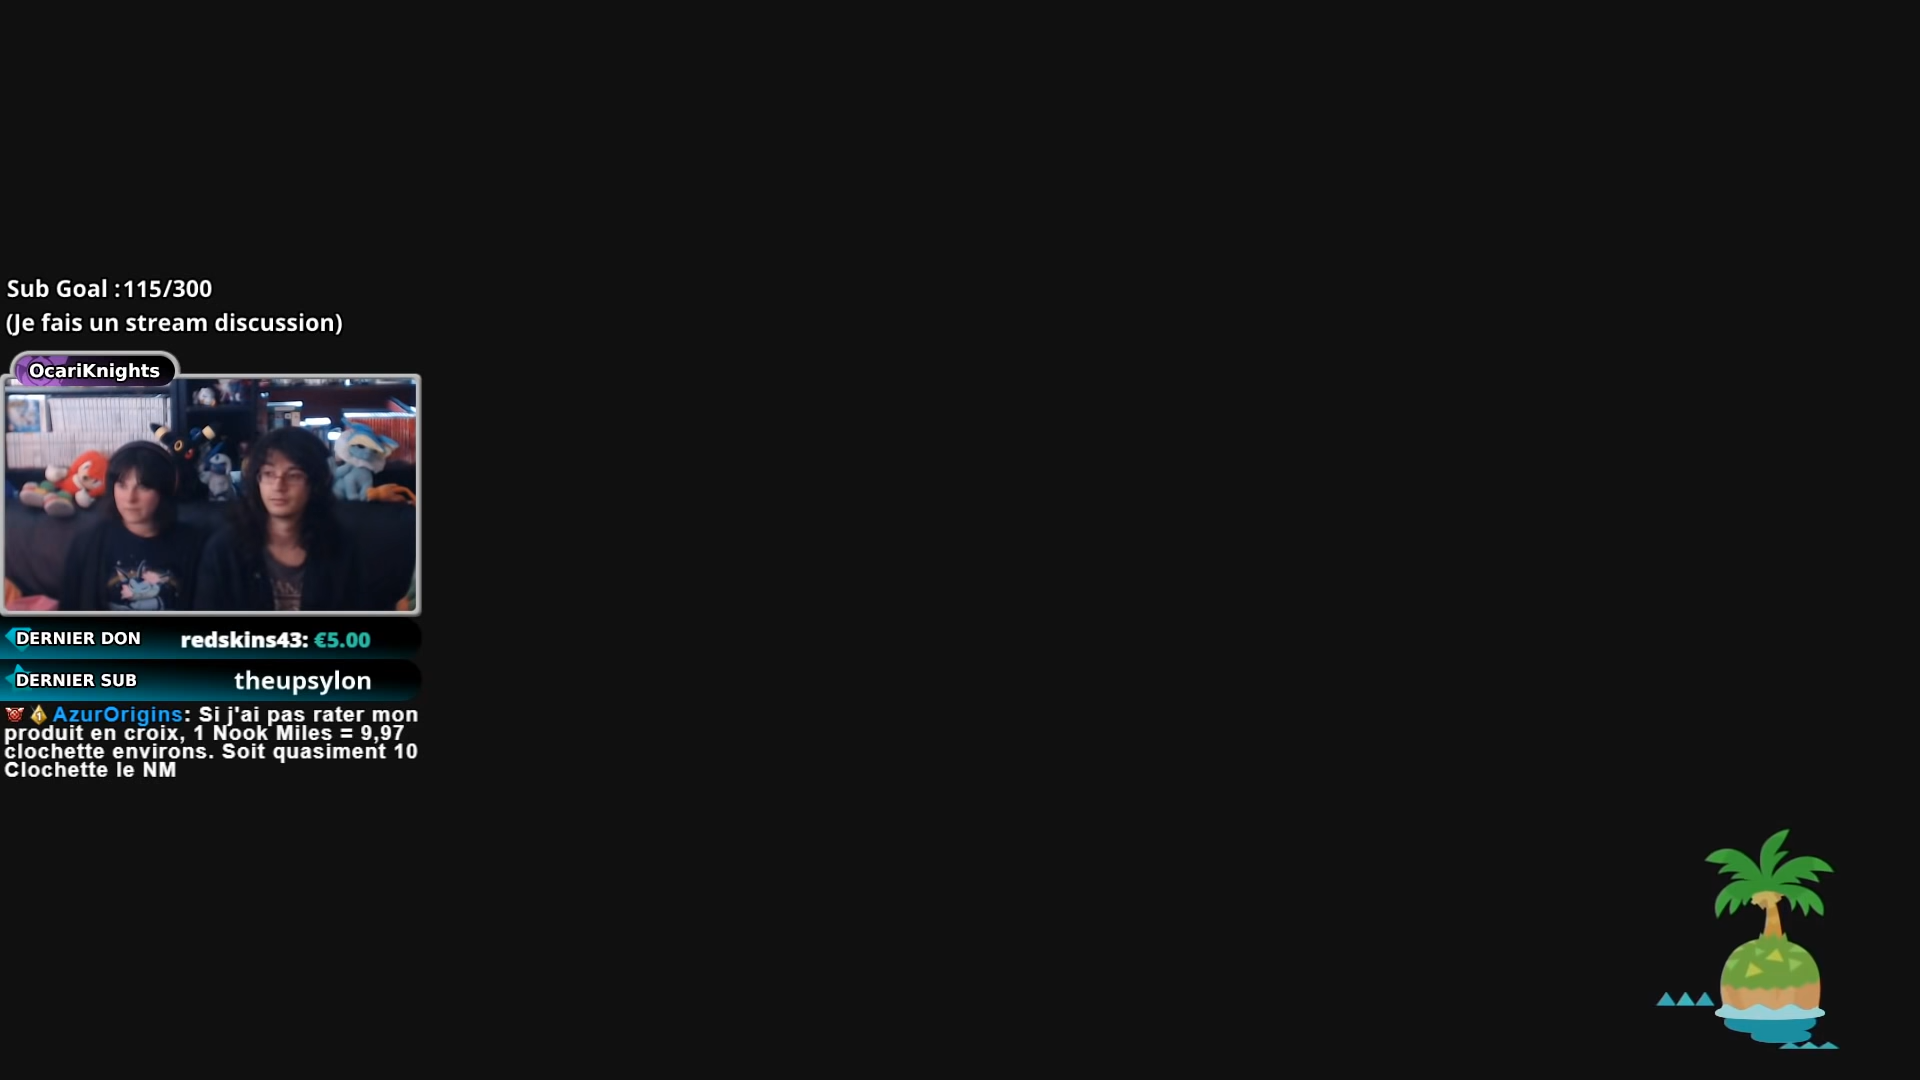 Sub Goal :115/300
(Je fais un stream discussion)
OcariKnights
DERNIER DON redskins43: €5.00
DERNIER SUB theupsylon
AzurOrigins: Si j'ai pas rater mon
produit en croix, 1 Nook Miles = 9,97
clochette environs. Soit quasiment 10
Clochette le NM